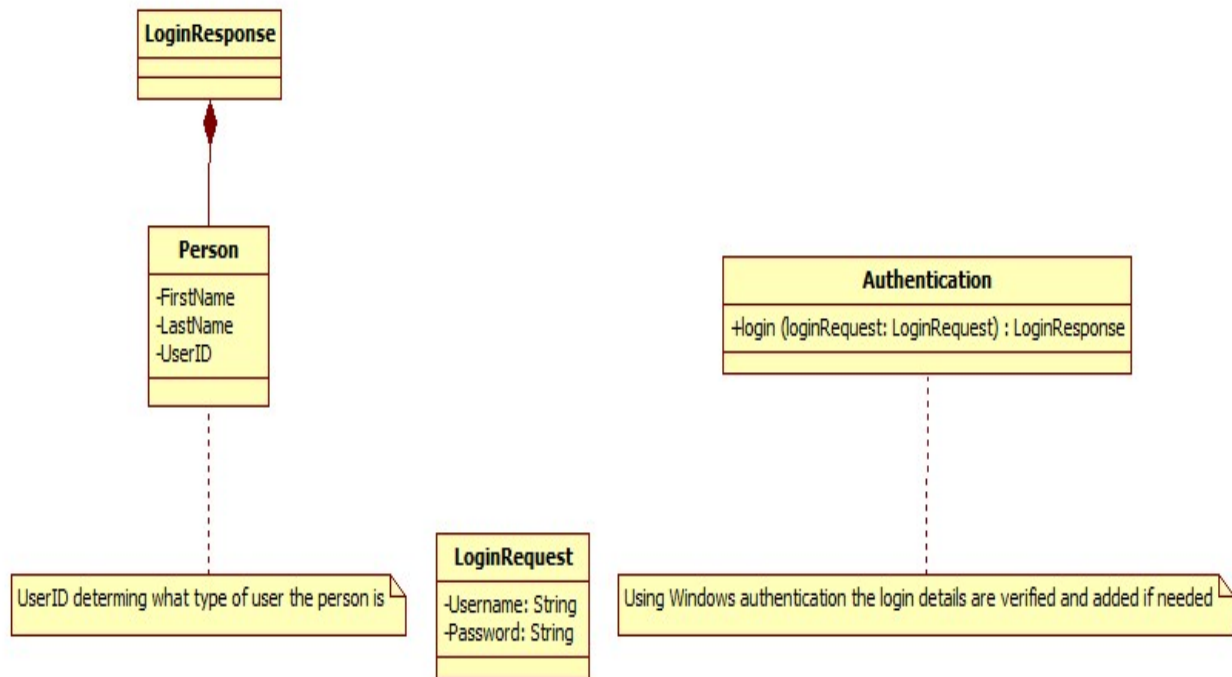 LoginResponse
Person
-FirstName
-LastName
-UserID
Authentication
+login (loginRequest: LoginRequest) : LoginResponse
UserID determing what type of user the person is
LoginRequest
-Username: String
-Password: String
Using Windows authentication the login details are verified and added if needed